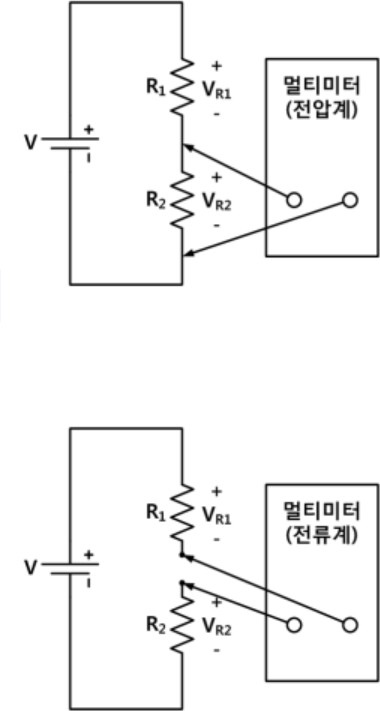 +
R1 VR1
-
멀티미터
(전압계)
V + -
+
R2 VR2
-
+
R1 VR1
-
멀티미터
(전류계)
V + -
+
R2 VR2
-